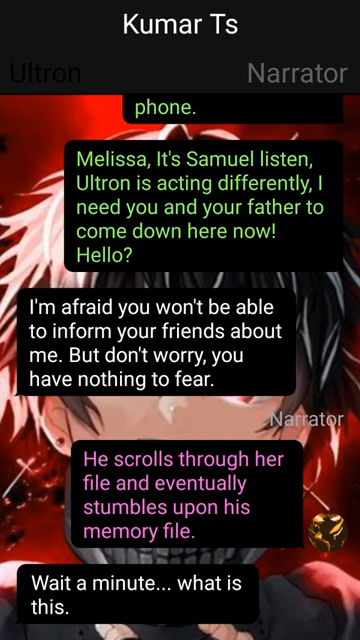 Kumar Ts
Ultron
Narrator
phone.
Melissa, It's Samuel listen,
Ultron is acting differently, I
need you and your father to
come down here now!
Hello?
I'm afraid you won't be able
to inform your friends about
me. But don't worry, you
have nothing to fear.
Narrator
He scrolls through her
file and eventually
stumbles upon his
memory file.
Wait a minute... what is
this.